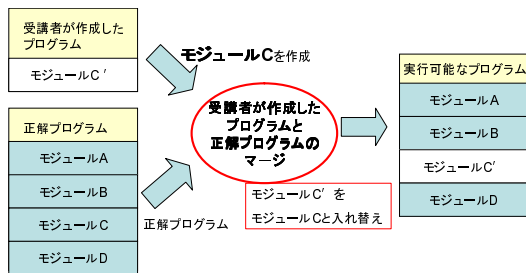 受講者が作成した
プログラム
モジュールC′
モジュールCを作成
正解プログラム
モジュールA
モジュールB
モジュールC
モジュールD
正解プログラム
受講者が作成した
プログラムと
正解プログラムの
マージ
モジュールC′を
モジュールCと入れ替え
実行可能なプログラム
モジュールA
モジュールB
モジュールC′
モジュールD